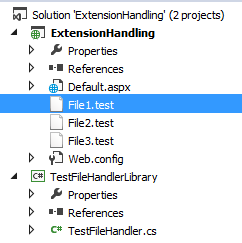 Solution 'ExtensionHandling' (2 projects)
ExtensionHandling
Properties
References
Default.aspx
File1.test
File2.test
File3.test
Web.config
C# TestFileHandlerLibrary
Properties
References
C# TestFileHandler.cs